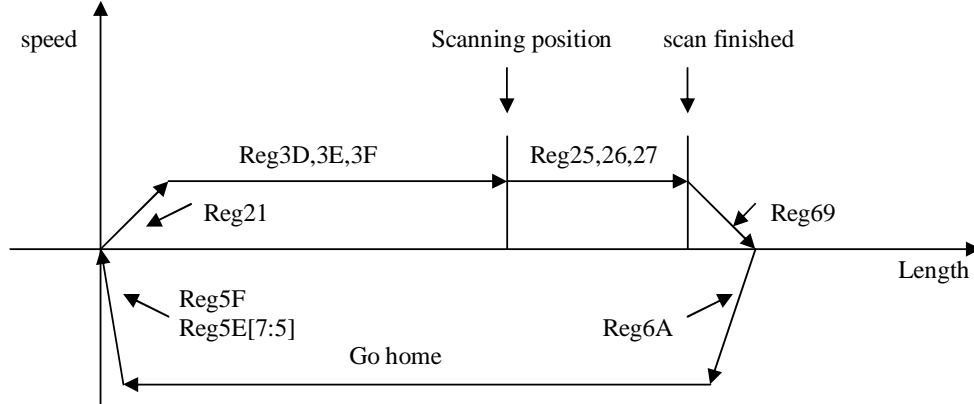 speed
Scanning position
scan finished
Reg3D,3E,3F
Reg25,26,27
Reg21
Reg69
Length
Reg5F
Reg5E[7:5]
Reg6A
Go home